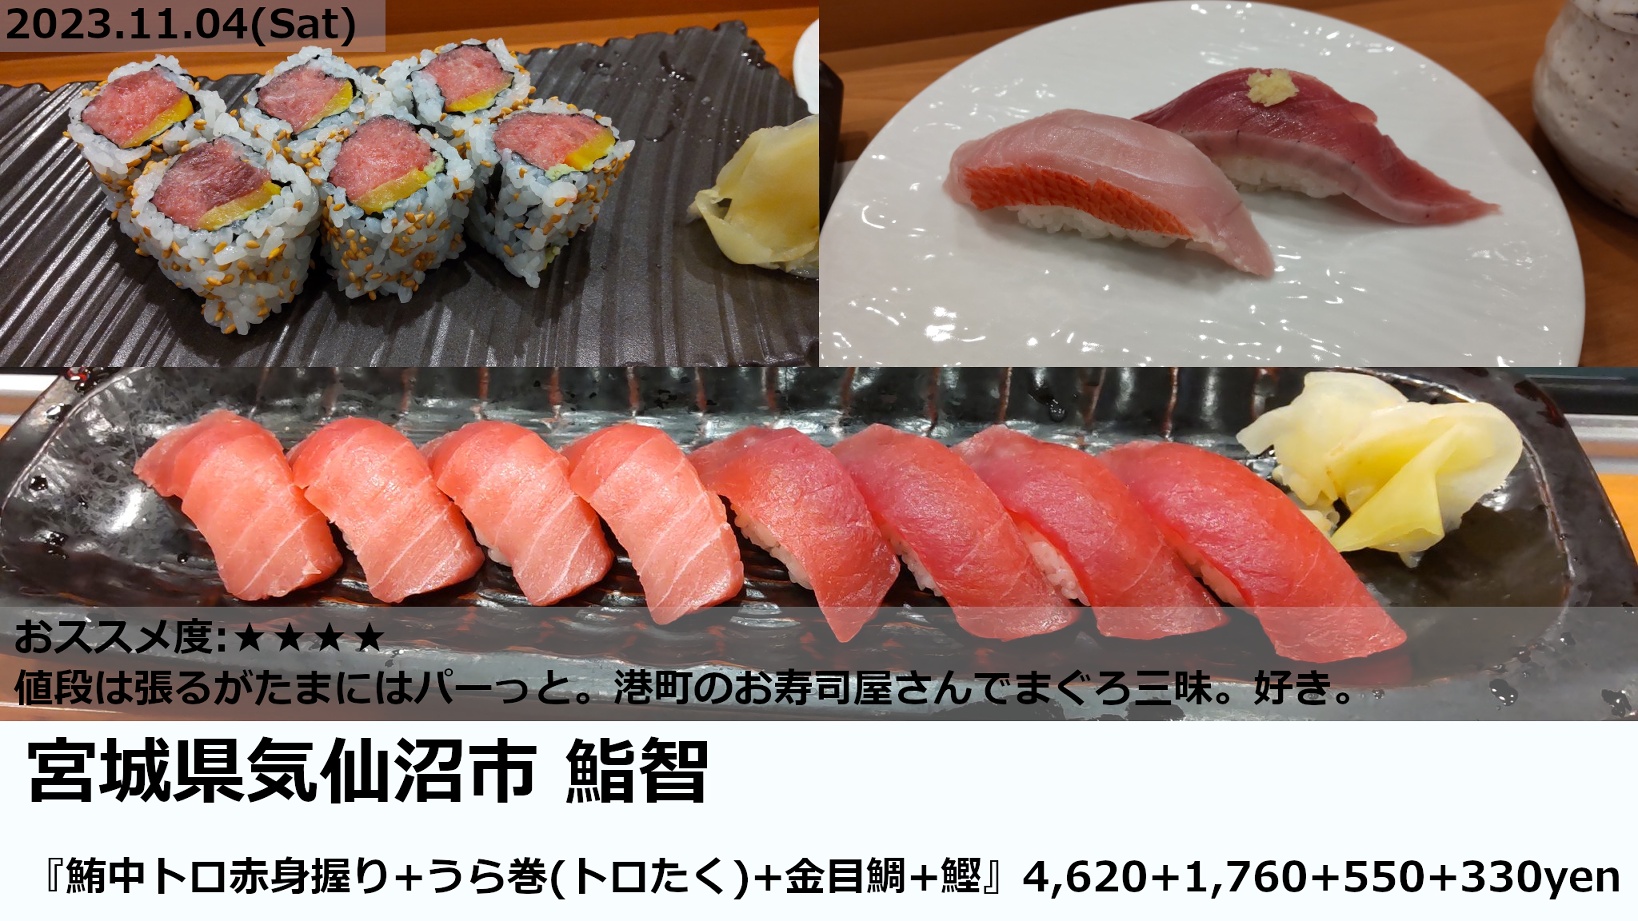 2023.11.04(Sat)
おススメ度:★★★★
値段は張るがたまにはパーっと。港町のお寿司屋さんでまぐろ三昧。好き。
宮城県気仙沼市 鮨智
『鮪中トロ赤身握り+うら巻(トロたく)+金目鯛+鰹』4,620+1,760+550+330yen